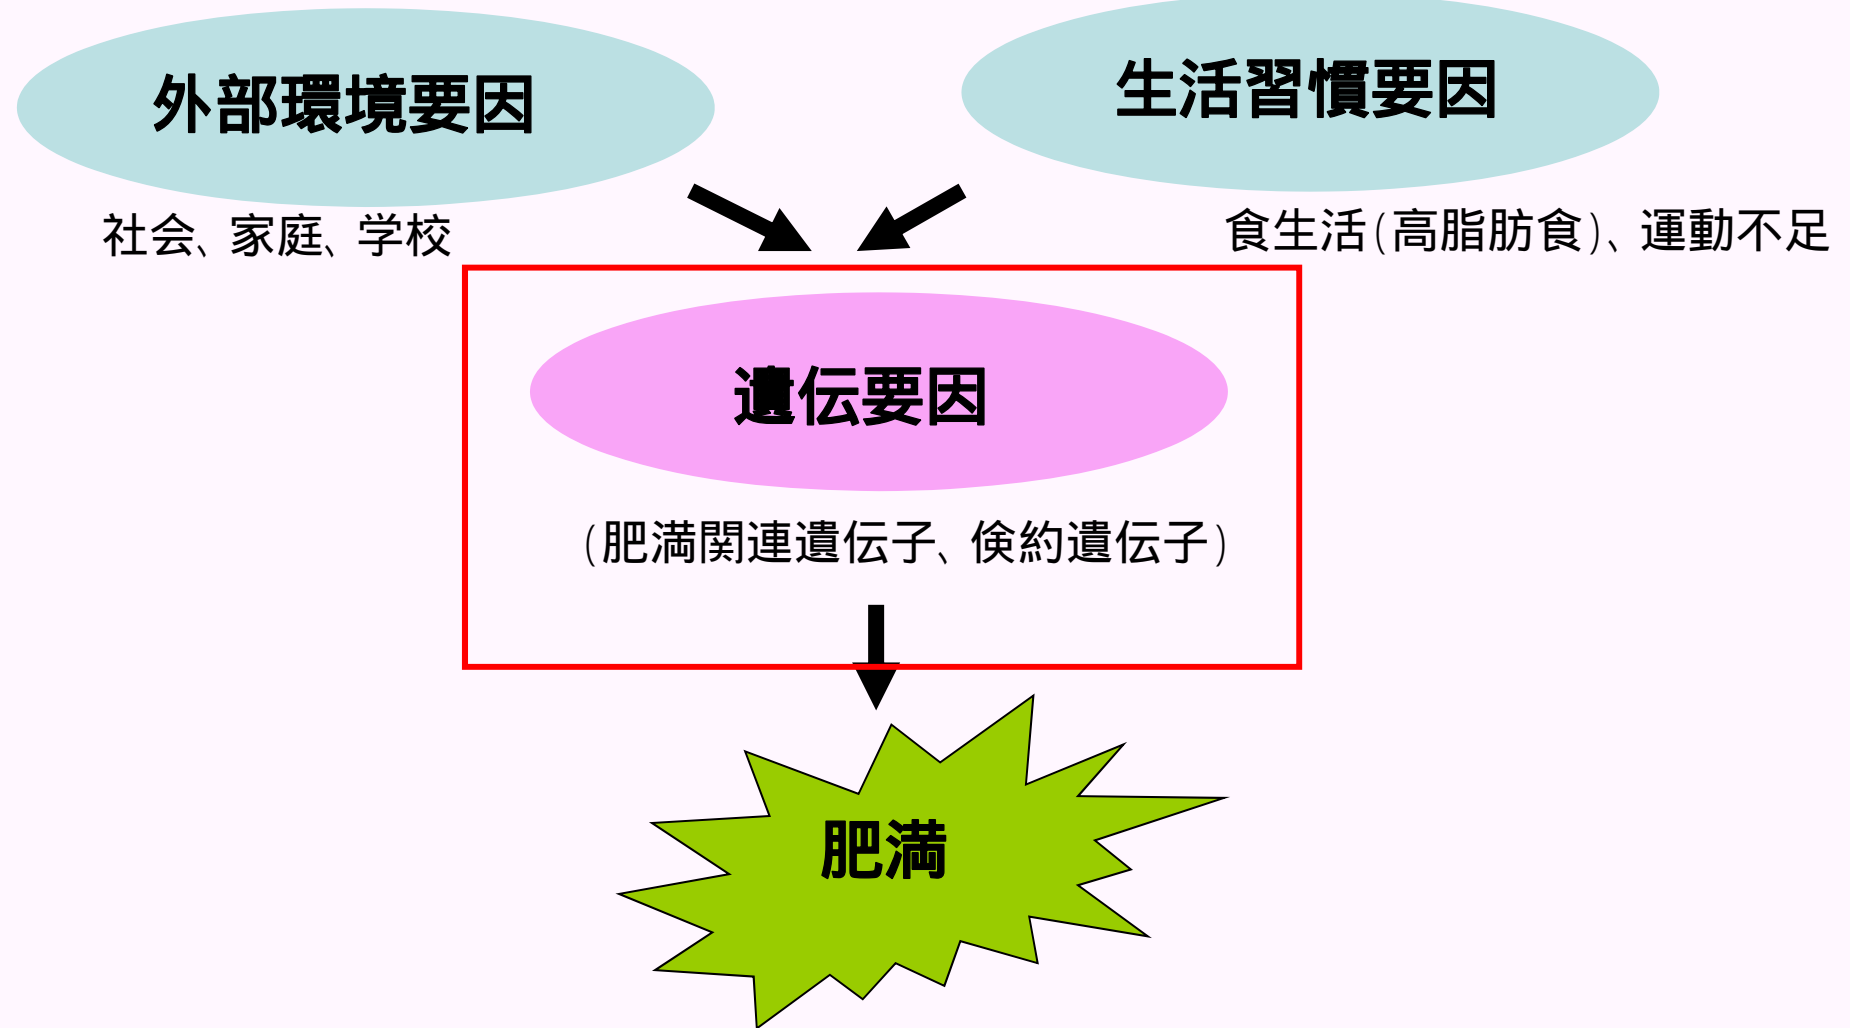 外部環境要因
生活習慣要因
社会、家庭、学校
食生活(高脂肪食)、運動不足
遺伝要因
(肥満関連遺伝子、倹約遺伝子)
肥満